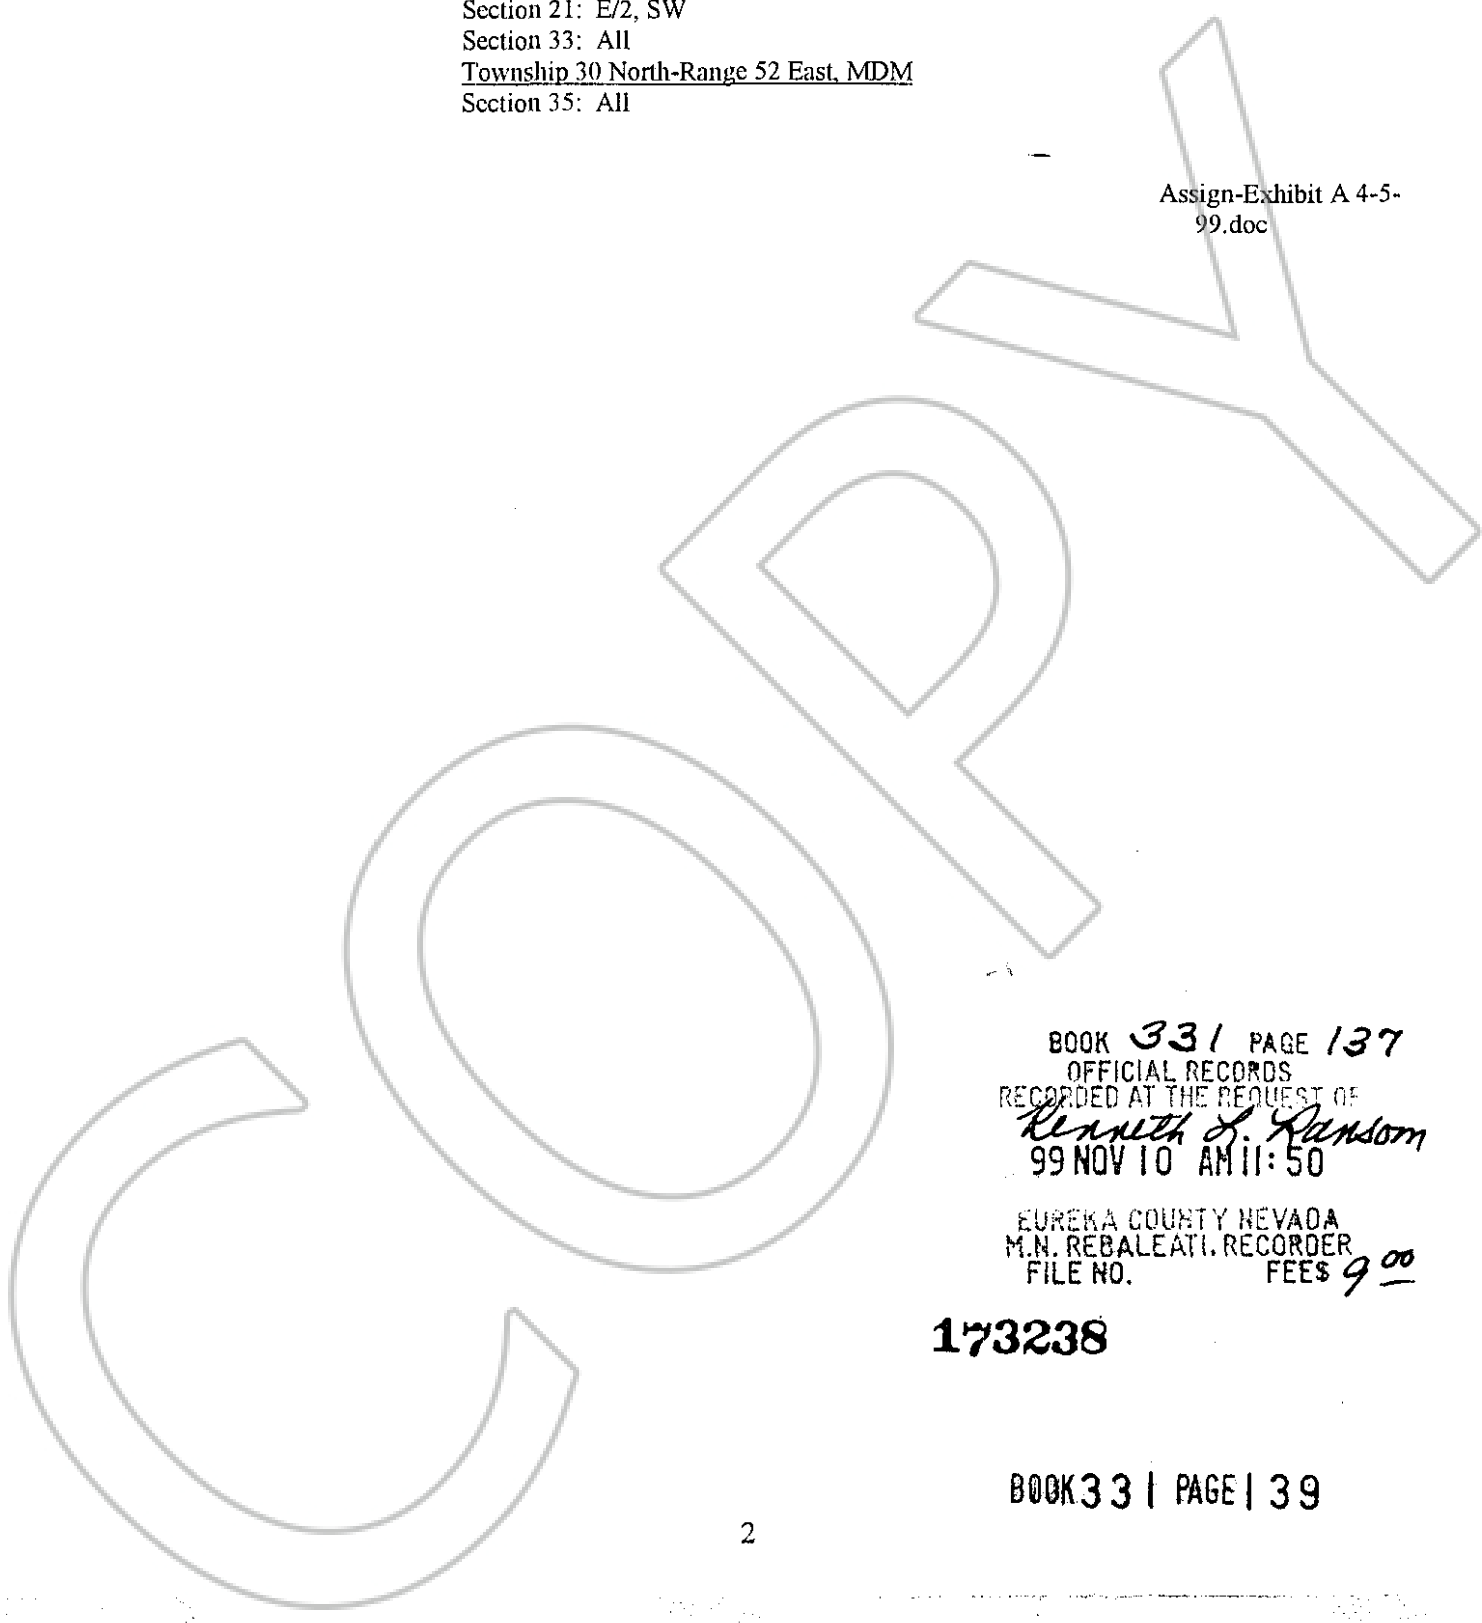 Section 21: E/2, SW
Section 33: All
Township 30 North-Range 52 East, MDM
Section 35: All
Assign-Exhibit A 4-5-
99.doc
COPY
BOOK 331 PAGE 137
OFFICIAL RECORDS
RECORDED AT THE REQUEST OF
Kenneth L. Ransom
99 NOV 10 AM 11:50
EUREKA COUNTY NEVADA
M.N. REBALEATI, RECORDER
FILE NO. FEE$ 9 00
173238
BOOK 331 PAGE 139
2